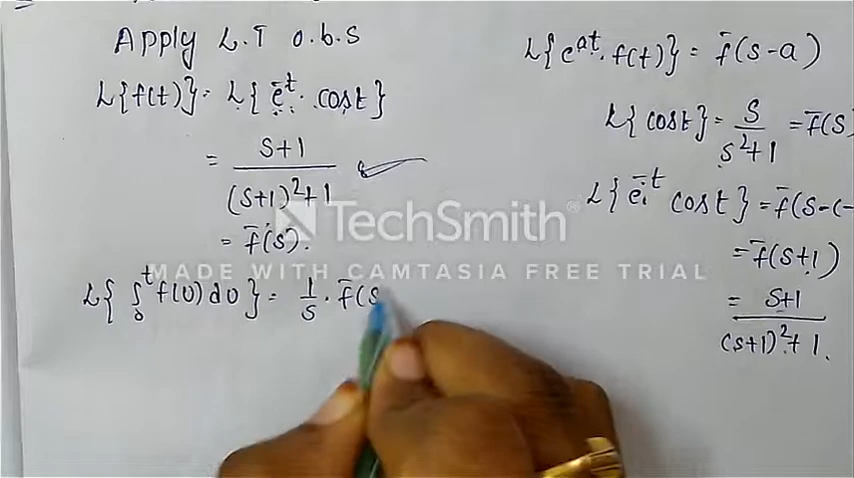 Apply L.T o.b.s
L{f(t)} = L{e^-t . cost}
= s+1 / (s+1)^2+1
= f̄(s).
L{∫_0^t f(u) du} = 1/s . f̄(s
L{e^at . f(t)} = f̄(s-a)
L{cost} = s / s^2+1 = f̄(s)
L{e^-t cost} = f̄(s-(-
= f̄(s+1)
= s+1 / (s+1)^2+1.
TechSmith®
MADE WITH CAMTASIA FREE TRIAL